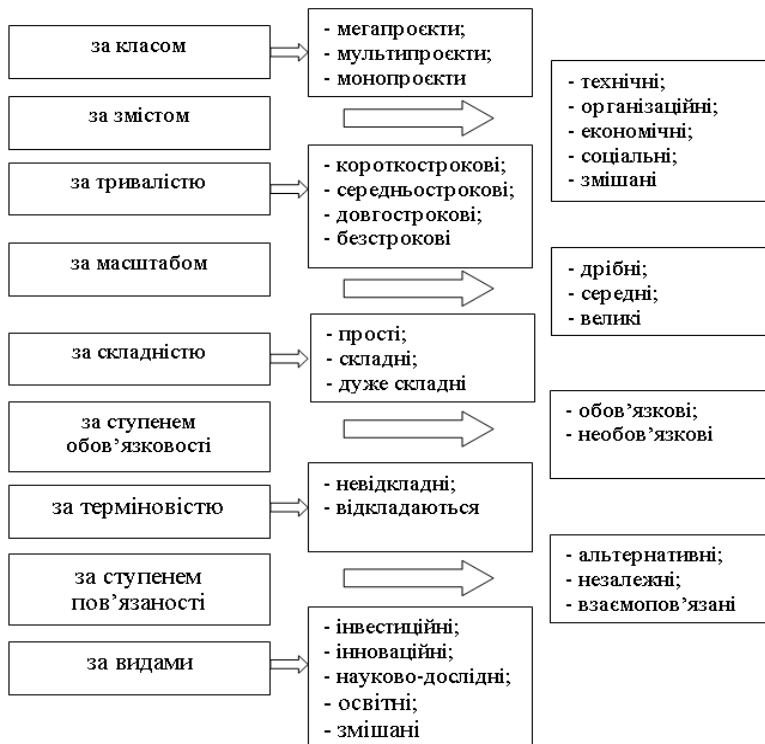 за класом
- мегапроєкти;
- мультипроєкти;
- монопроєкти
за змістом
- технічні;
- організаційні;
- економічні;
- соціальні;
- змішані
за тривалістю
- короткострокові;
- середньострокові;
- довгострокові;
- безстрокові
за масштабом
- дрібні;
- середні;
- великі
за складністю
- прості;
- складні;
- дуже складні
за ступенем
обов’язковості
- обов’язкові;
- необов’язкові
за терміновістю
- невідкладні;
- відкладаються
за ступенем
пов’язаності
- альтернативні;
- незалежні;
- взаємопов’язані
за видами
- інвестиційні;
- інноваційні;
- науково-дослідні;
- освітні;
- змішані